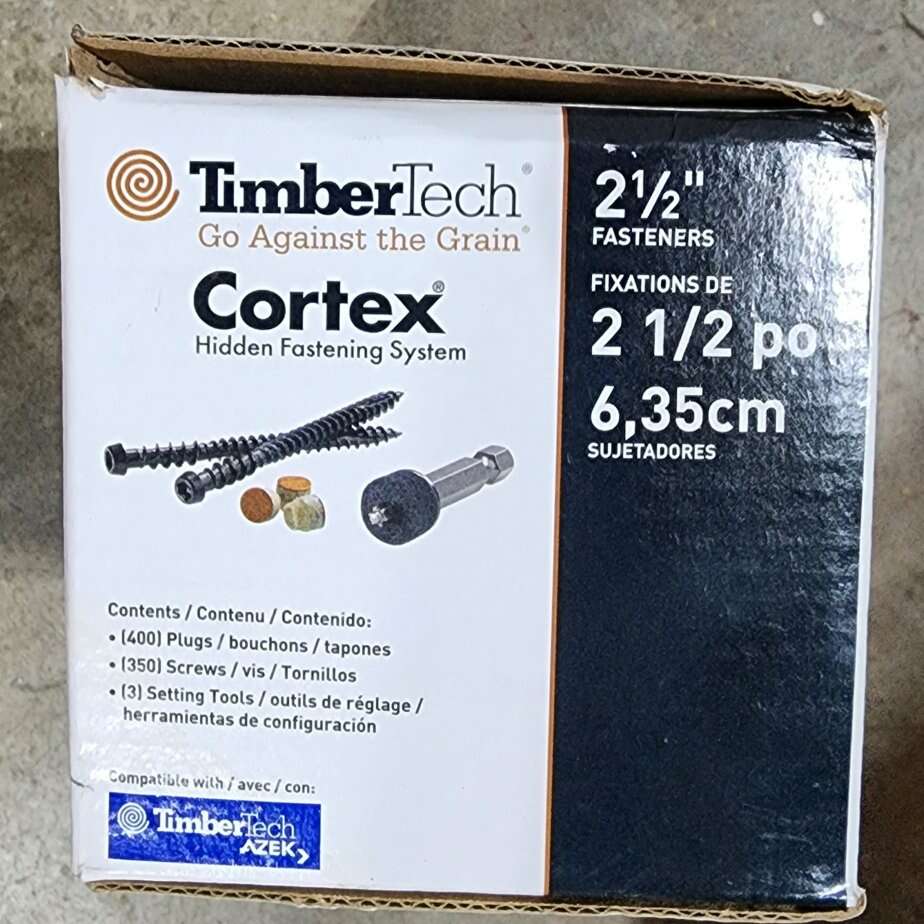 TimberTech®
Go Against the Grain®
Cortex®
Hidden Fastening System
Contents / Contenu / Contenido:
• (400) Plugs / bouchons / tapones
• (350) Screws / vis / Tornillos
• (3) Setting Tools / outils de réglage /
herramientas de configuración
Compatible with / avec / con:
TimberTech
AZEK
2½"
FASTENERS
FIXATIONS DE
2 1/2 po
6,35cm
SUJETADORES